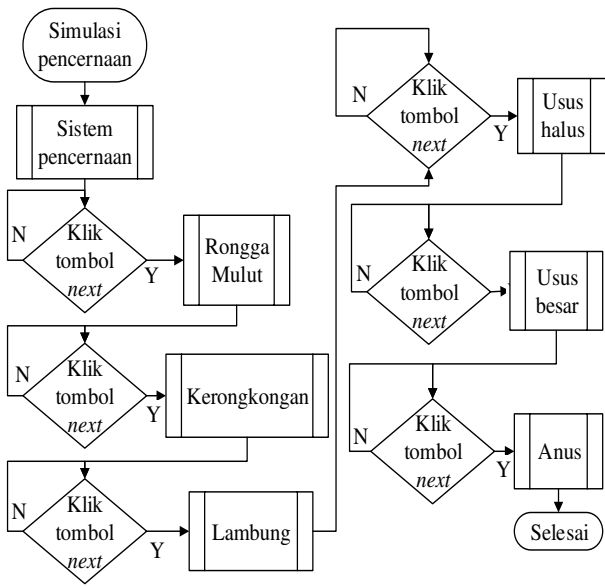 Simulasi
pencernaan
Sistem
pencernaan
N
Klik
tombol
next
Y
Rongga
Mulut
N
Klik
tombol
next
Y
Kerongkongan
N
Klik
tombol
next
Y
Lambung
N
Klik
tombol
next
Y
Usus
halus
N
Klik
tombol
next
Y
Usus
besar
N
Klik
tombol
next
Y
Anus
Selesai